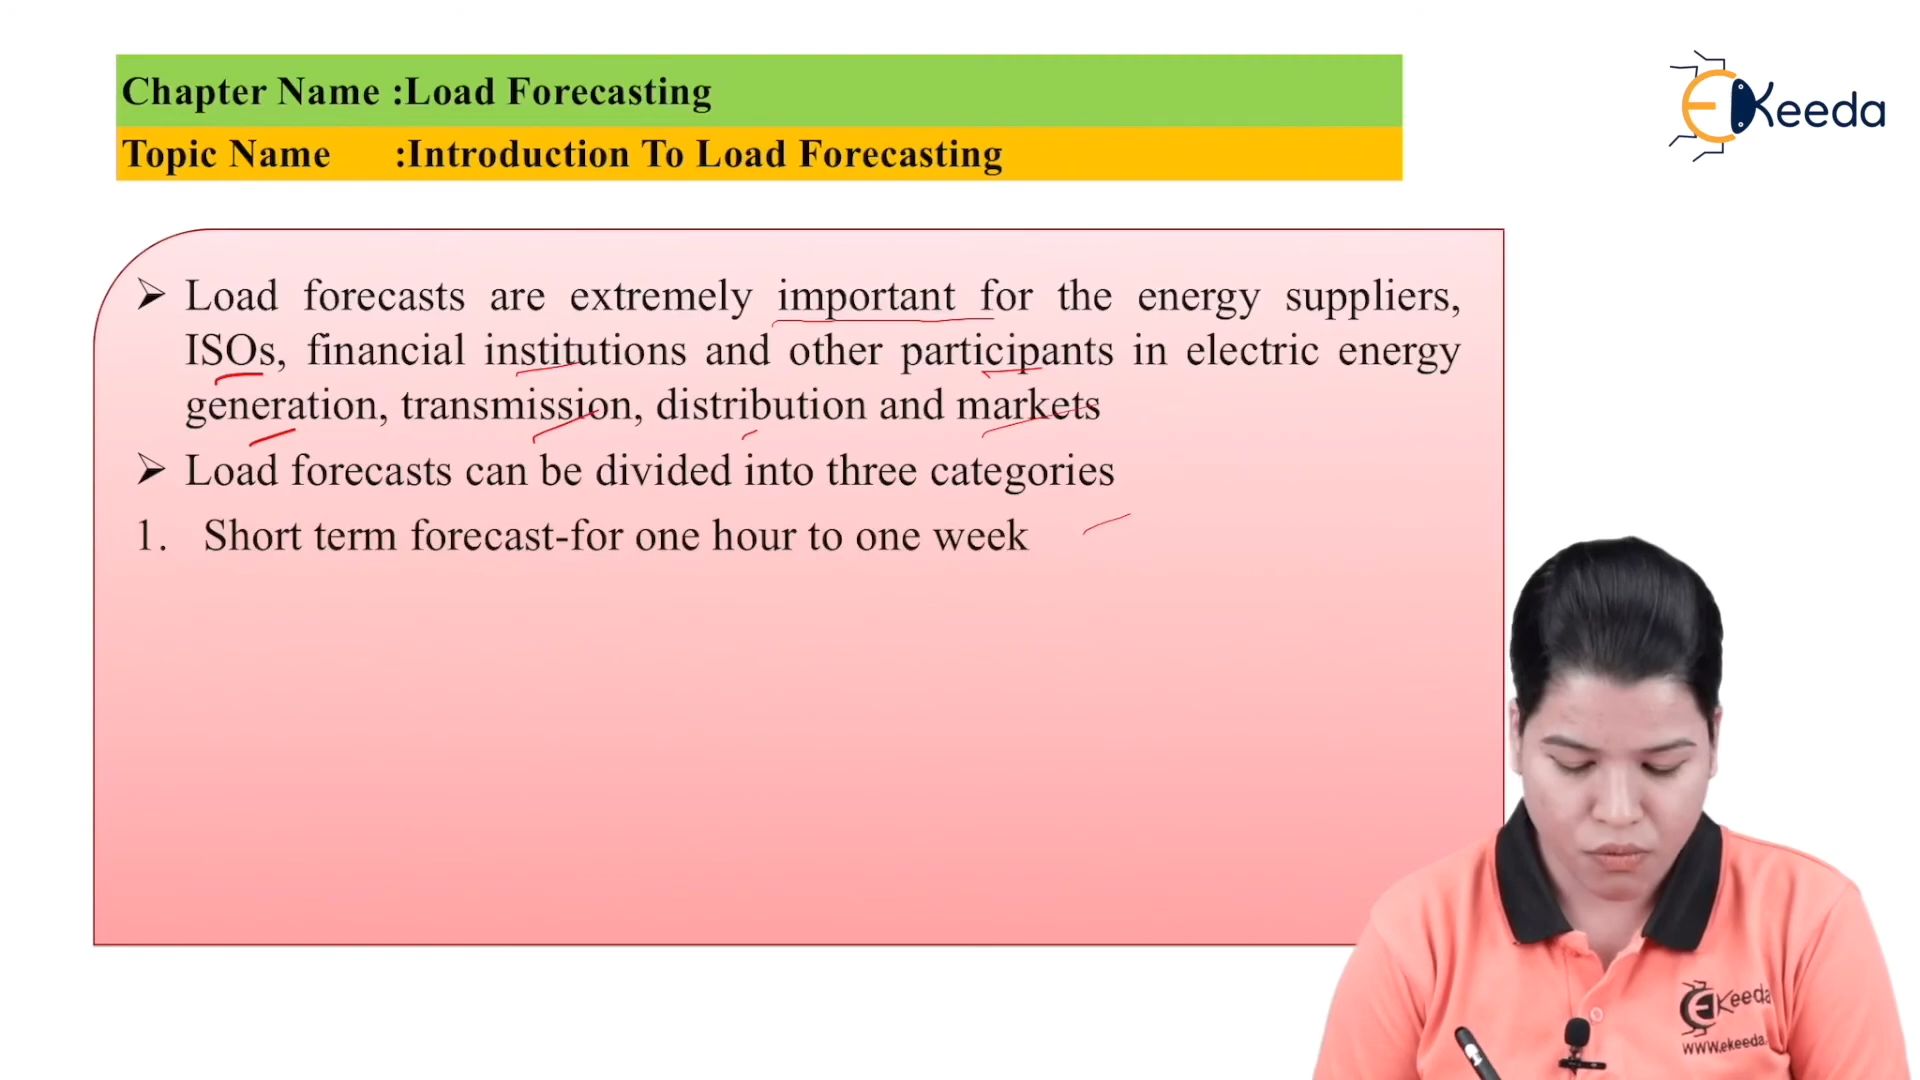 Chapter Name :Load Forecasting
Topic Name :Introduction To Load Forecasting
Keeda
➢ Load forecasts are extremely important for the energy suppliers,
ISOs, financial institutions and other participants in electric energy
generation, transmission, distribution and markets
➢ Load forecasts can be divided into three categories
1. Short term forecast-for one hour to one week
Keeda
www.ekeeda.